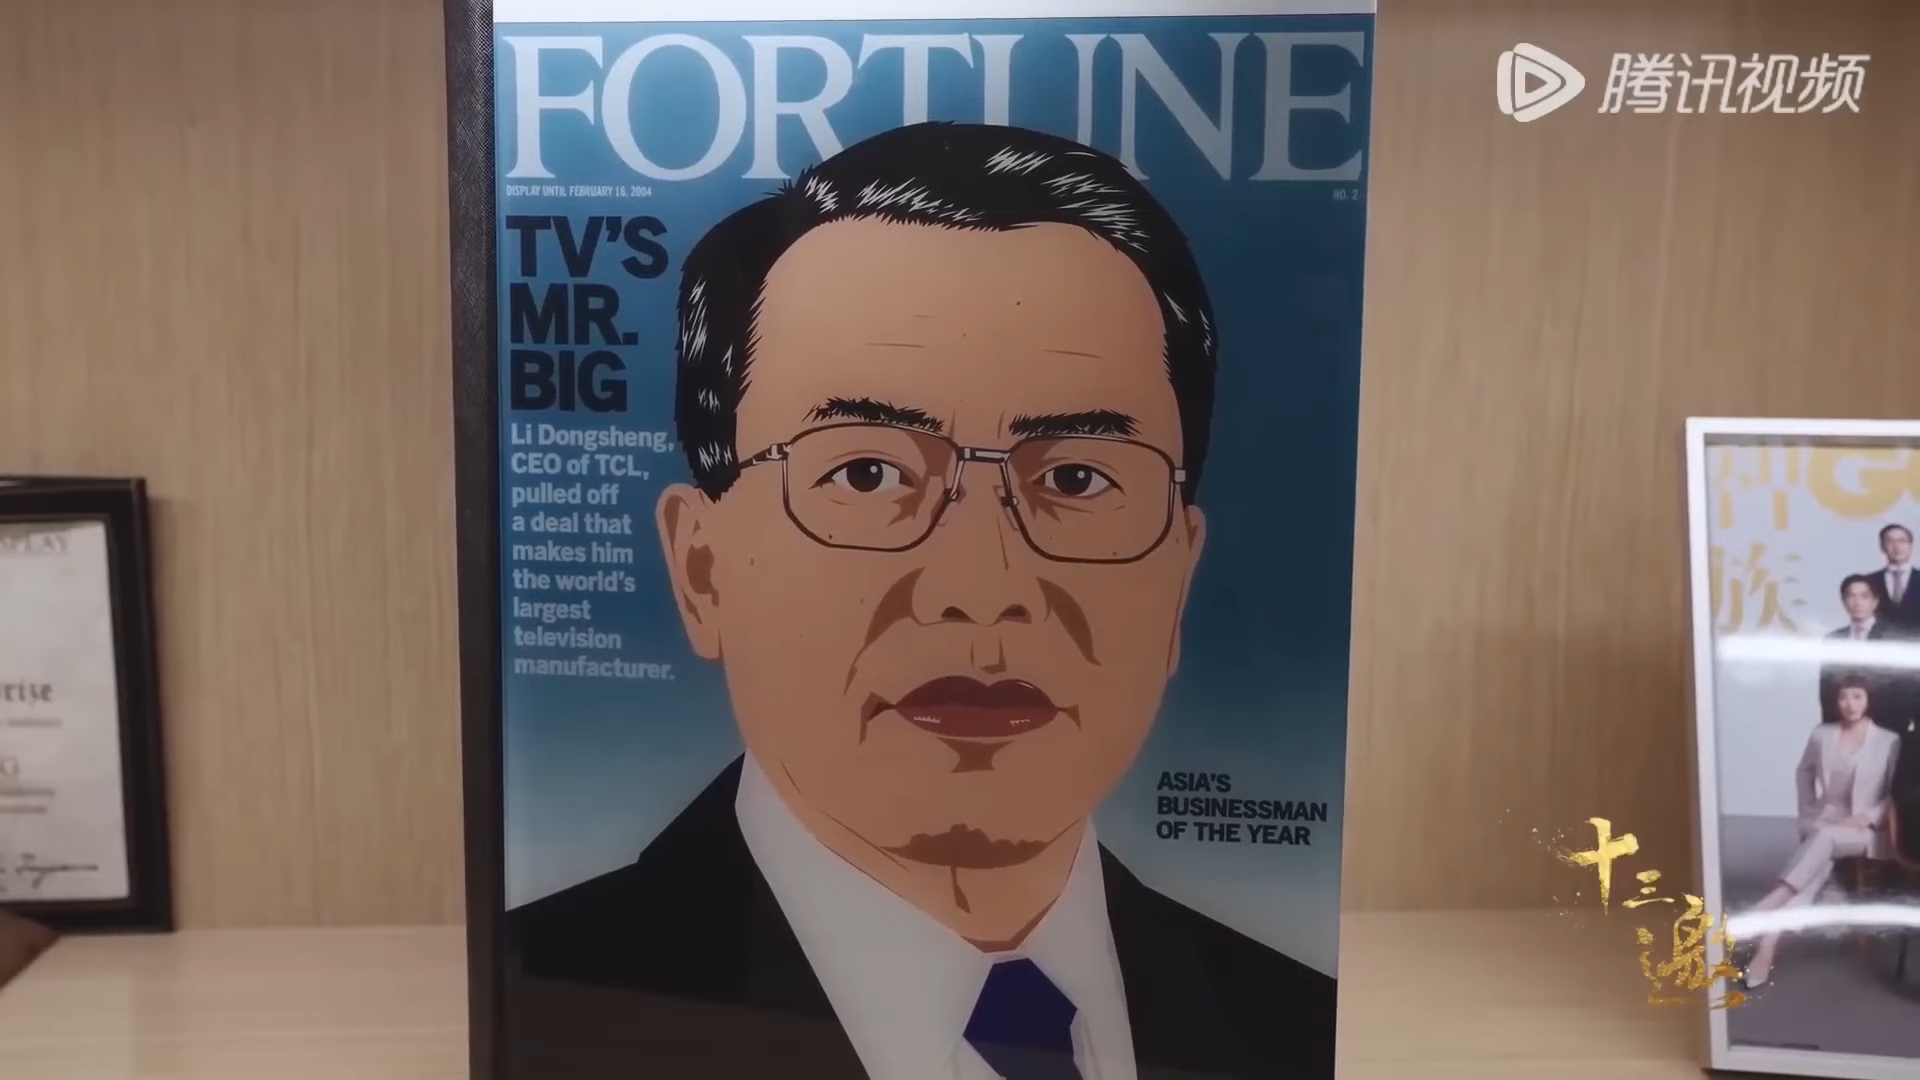 FORTUNE
DISPLAY UNTIL FEBRUARY 16, 2004
NO. 2
TV'S
MR.
BIG
Li Dongsheng,
CEO of TCL,
pulled off
a deal that
makes him
the world's
largest
television
manufacturer.
ASIA'S
BUSINESSMAN
OF THE YEAR
腾讯视频
十三邀
智
族